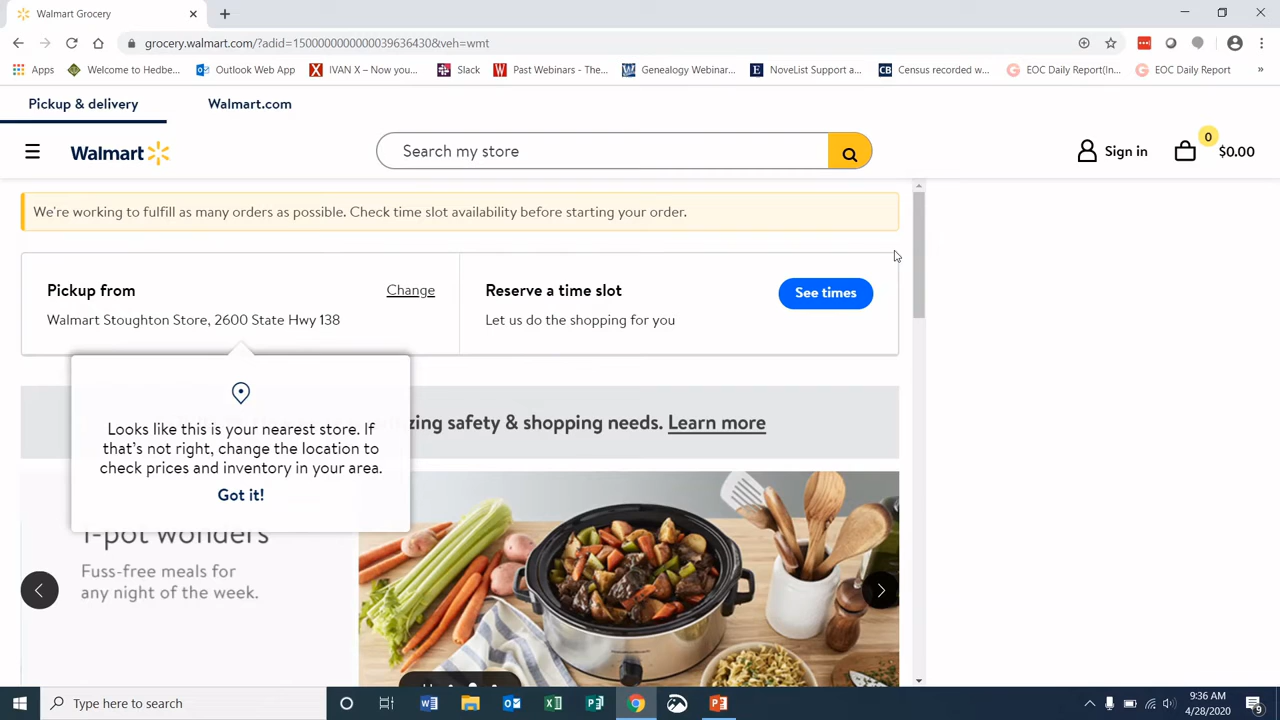 Walmart Grocery
grocery.walmart.com/?adid=1500000000000039636430&veh=wmt
Apps
Welcome to Hedbe...
Outlook Web App
IVAN X – Now you...
Slack
Past Webinars - The...
Genealogy Webinar...
NoveList Support a...
Census recorded w...
EOC Daily Report(In...
EOC Daily Report
»
Pickup & delivery
Walmart.com
Walmart
Search my store
Sign in
0
$0.00
We're working to fulfill as many orders as possible. Check time slot availability before starting your order.
Pickup from
Change
Walmart Stoughton Store, 2600 State Hwy 138
Reserve a time slot
See times
Let us do the shopping for you
Looks like this is your nearest store. If
that's not right, change the location to
check prices and inventory in your area.
Got it!
zing safety & shopping needs. Learn more
1-pot wonders
Fuss-free meals for
any night of the week.
Type here to search
9:36 AM
4/28/2020
9